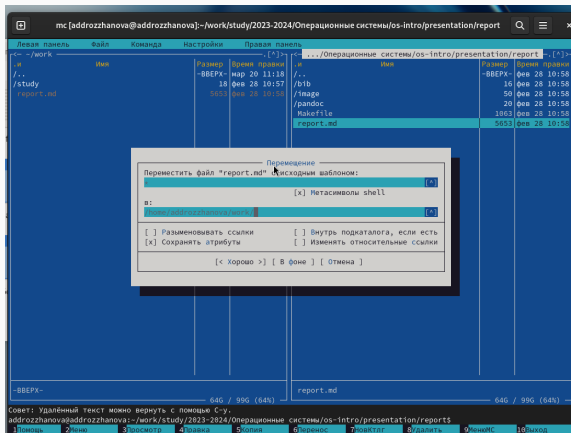 mc [addrozzhanova@addrozzhanova]:~/work/study/2023-2024/Операционные системы/os-intro/presentation/report
Левая панель Файл Команда Настройки Правая панель
<— ~/work .[^]> <— .../Операционные системы/os-intro/presentation/report .[^]>
.и Имя Размер Время правки .и Имя Размер Время правки
/.. -ВВЕРХ- мар 20 11:18 /.. -ВВЕРХ- фев 28 10:58
/study 18 фев 28 10:57 /bib 16 фев 28 10:58
report.md 5653 фев 28 10:58 /image 50 фев 28 10:58
/pandoc 20 фев 28 10:58
Makefile 1063 фев 28 10:58
report.md 5653 фев 28 10:58
Перемещение
Переместить файл "report.md" с исходным шаблоном:
[^]
[x] Метасимволы shell
в:
/home/addrozzhanova/work/ [^]
[ ] Разыменовывать ссылки [ ] Внутрь подкаталога, если есть
[x] Сохранять атрибуты [ ] Изменять относительные ссылки
[< Хорошо >] [ В фоне ] [ Отмена ]
-ВВЕРХ- report.md
64G / 99G (64%) 64G / 99G (64%)
Совет: Удалённый текст можно вернуть с помощью C-y.
addrozzhanova@addrozzhanova:~/work/study/2023-2024/Операционные системы/os-intro/presentation/report$
1Помощь 2Меню 3Просмотр 4Правка 5Копия 6Перенос 7НовКтлг 8Удалить 9МенюMC 10Выход